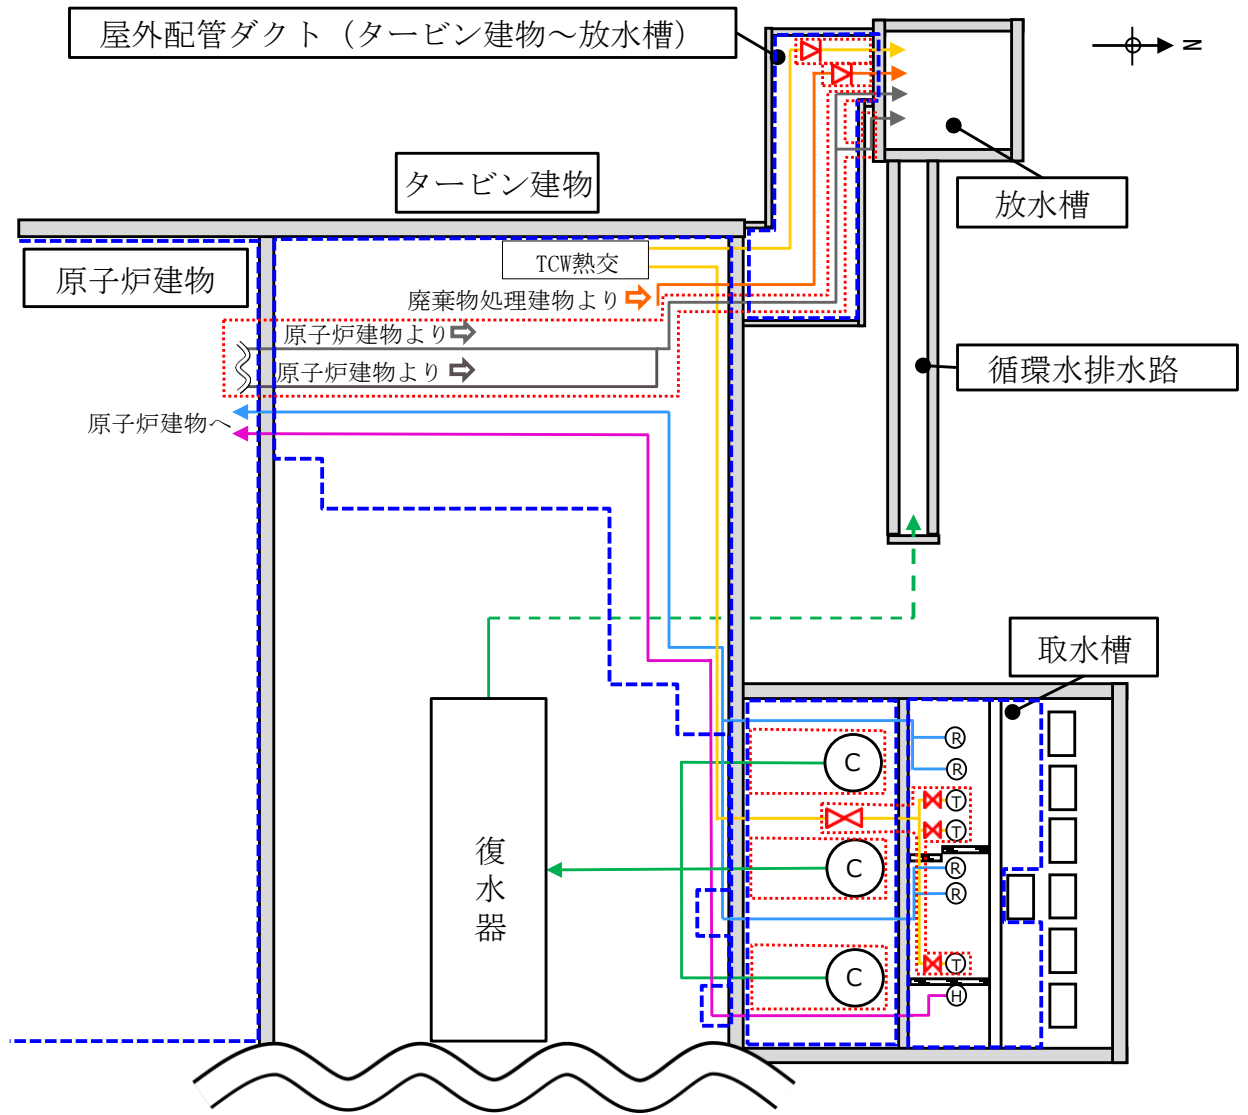 屋外配管ダクト（タービン建物～放水槽）
N
タービン建物
放水槽
原子炉建物
TCW熱交
廃棄物処理建物より
原子炉建物より
原子炉建物より
循環水排水路
原子炉建物へ
取水槽
R
C
R
T
T
復水器
C
R
R
T
C
H